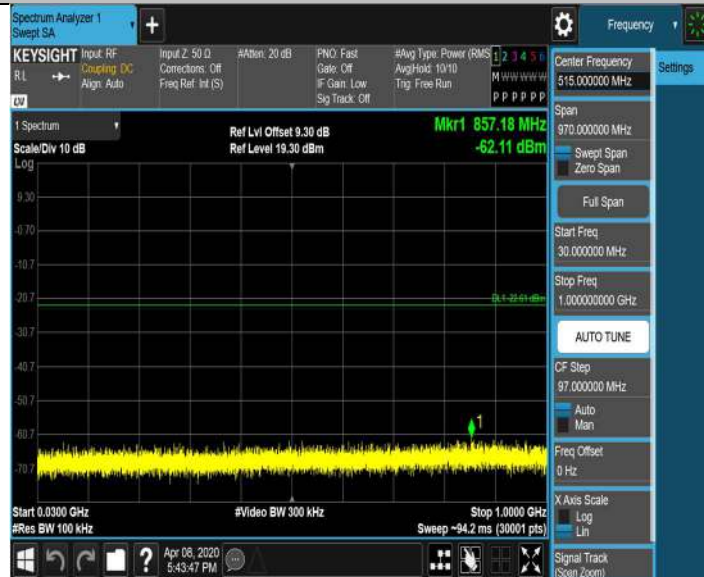 Spectrum Analyzer 1
Swept SA
+
Frequency
KEYSIGHT
RL
Input: RF
Coupling: DC
Align: Auto
Input Z: 50 Ω
Corrections: Off
Freq Ref: Int (S)
#Atten: 20 dB
PNO: Fast
Gate: Off
IF Gain: Low
Sig Track: Off
#Avg Type: Power (RMS
Avg|Hold: 10/10
Trig: Free Run
1 2 3 4 5 6
M W W W W W
P P P P P P
1 Spectrum
Scale/Div 10 dB
Log
Ref Lvl Offset 9.30 dB
Ref Level 19.30 dBm
Mkr1 857.18 MHz
-62.11 dBm
9.30
-0.70
-10.7
-20.7
DL1 -22.61 dBm
-30.7
-40.7
-50.7
-60.7
-70.7
1
Start 0.0300 GHz
#Res BW 100 kHz
#Video BW 300 kHz
Stop 1.0000 GHz
Sweep ~94.2 ms (30001 pts)
?
Apr 08, 2020
5:43:47 PM
Center Frequency
515.000000 MHz
Settings
Span
970.000000 MHz
Swept Span
Zero Span
Full Span
Start Freq
30.000000 MHz
Stop Freq
1.000000000 GHz
AUTO TUNE
CF Step
97.000000 MHz
Auto
Man
Freq Offset
0 Hz
X Axis Scale
Log
Lin
Signal Track
(Span Zoom)